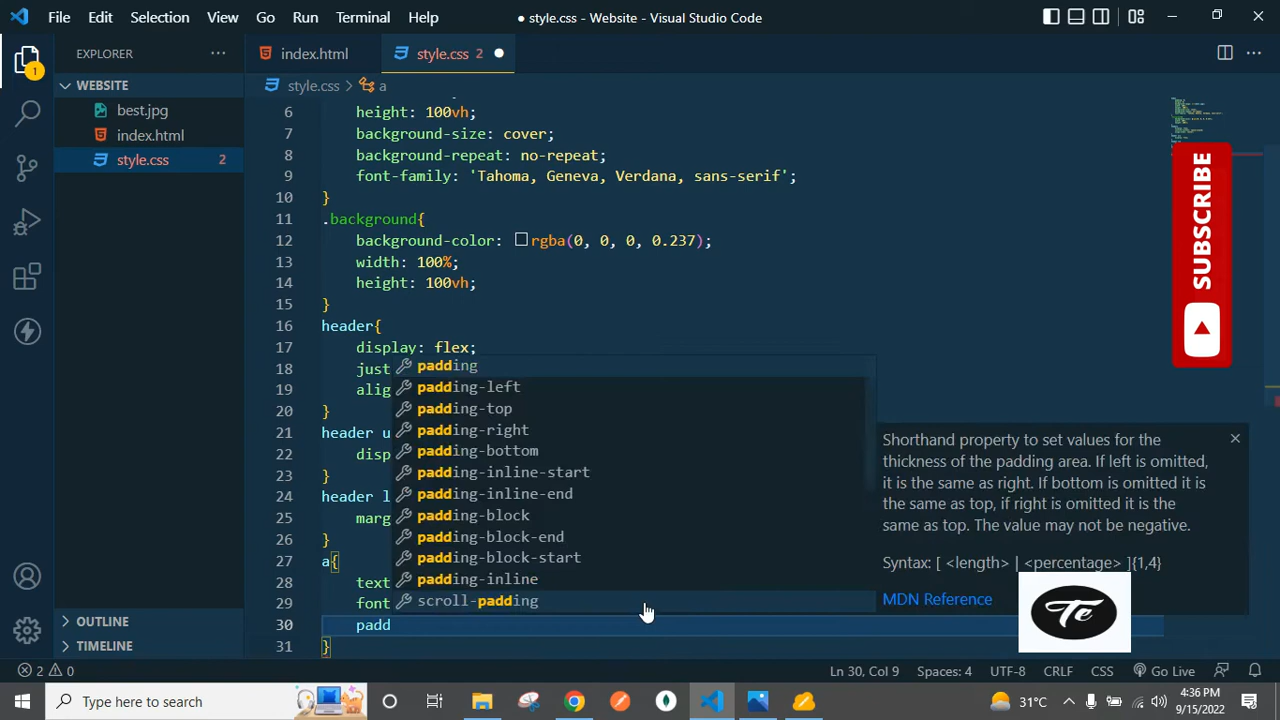 File Edit Selection View Go Run Terminal Help
● style.css - Website - Visual Studio Code
EXPLORER
index.html
style.css 2
WEBSITE
style.css > a
best.jpg
index.html
style.css 2
1
6 height: 100vh;
7 background-size: cover;
8 background-repeat: no-repeat;
9 font-family: 'Tahoma, Geneva, Verdana, sans-serif';
10 }
11 .background{
12 background-color: rgba(0, 0, 0, 0.237);
13 width: 100%;
14 height: 100vh;
15 }
16 header{
17 display: flex;
18 just
19 alig
20 }
21 header u
22 disp
23 }
24 header l
25 marg
26 }
27 a{
28 text
29 font
30 padd
31 }
padding
padding-left
padding-top
padding-right
padding-bottom
padding-inline-start
padding-inline-end
padding-block
padding-block-end
padding-block-start
padding-inline
scroll-padding
Shorthand property to set values for the
thickness of the padding area. If left is omitted,
it is the same as right. If bottom is omitted it is
the same as top, if right is omitted it is the
same as top. The value may not be negative.
Syntax: [ <length> | <percentage> ]{1,4}
MDN Reference
SUBSCRIBE
Tc
OUTLINE
TIMELINE
2 0
Ln 30, Col 9 Spaces: 4 UTF-8 CRLF CSS Go Live
Type here to search
31°C
4:36 PM
9/15/2022